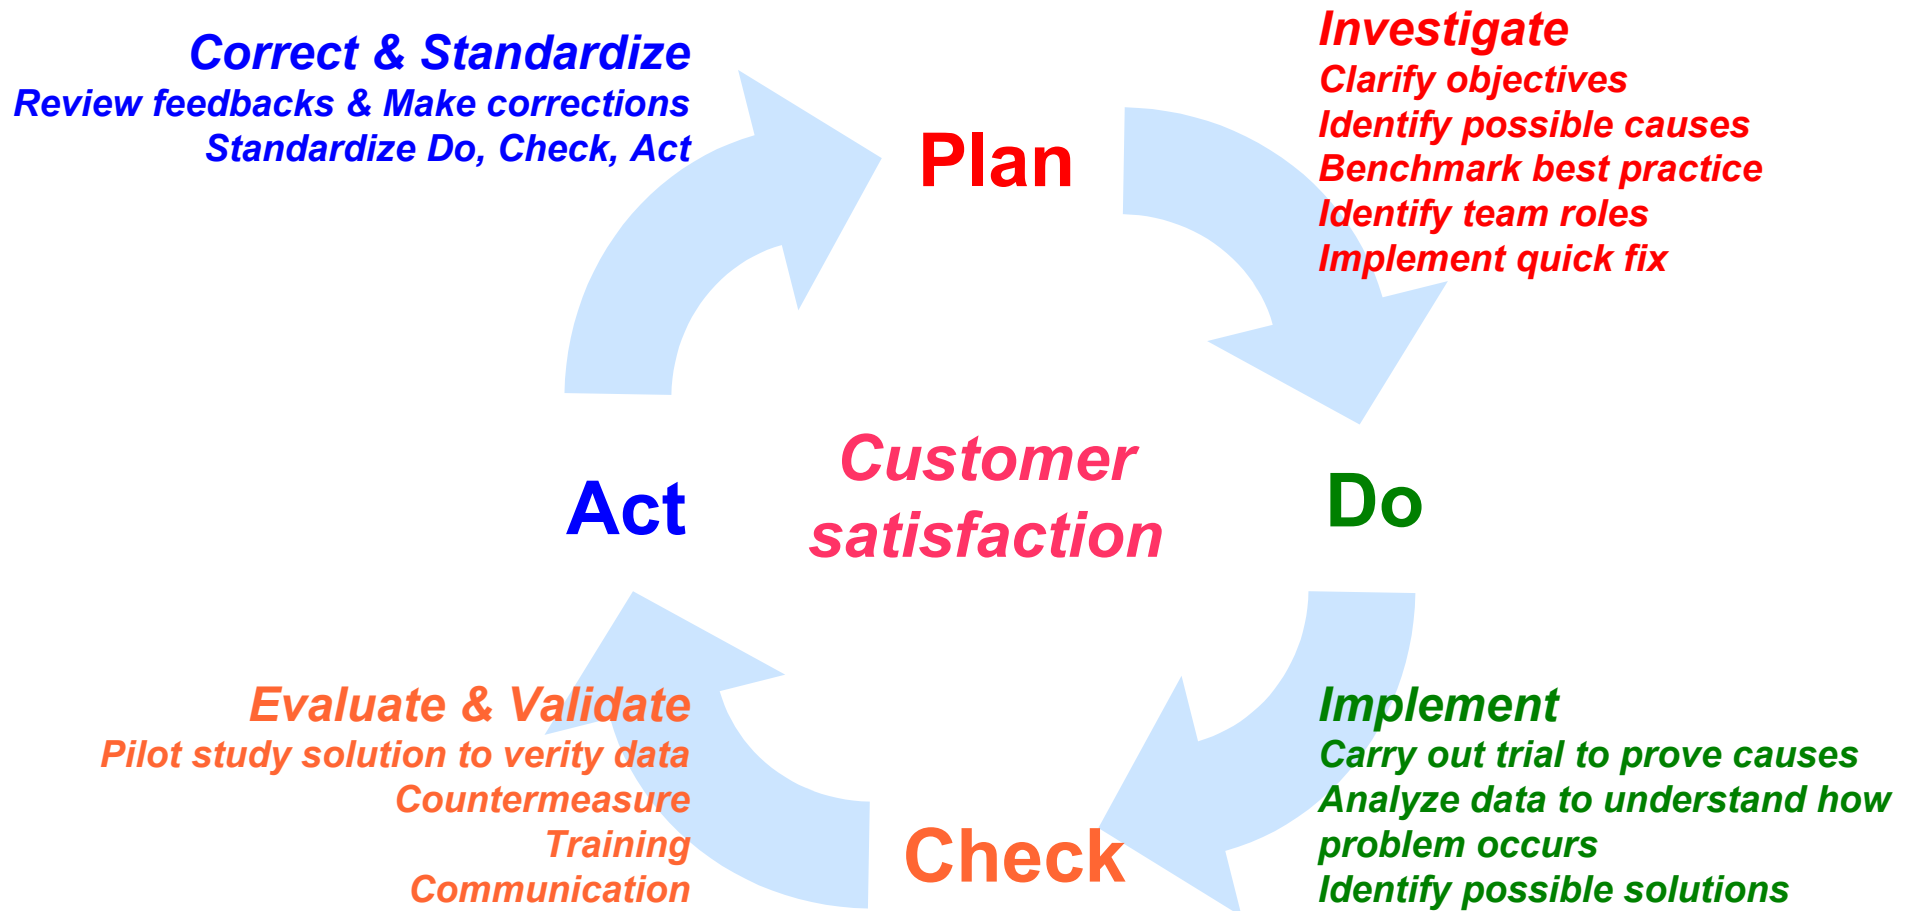 Correct & Standardize
Review feedbacks & Make corrections
Standardize Do, Check, Act
Plan
Investigate
Clarify objectives
Identify possible causes
Benchmark best practice
Identify team roles
Implement quick fix
Act
Customer
satisfaction
Do
Evaluate & Validate
Pilot study solution to verity data
Countermeasure
Training
Communication
Check
Implement
Carry out trial to prove causes
Analyze data to understand how
problem occurs
Identify possible solutions